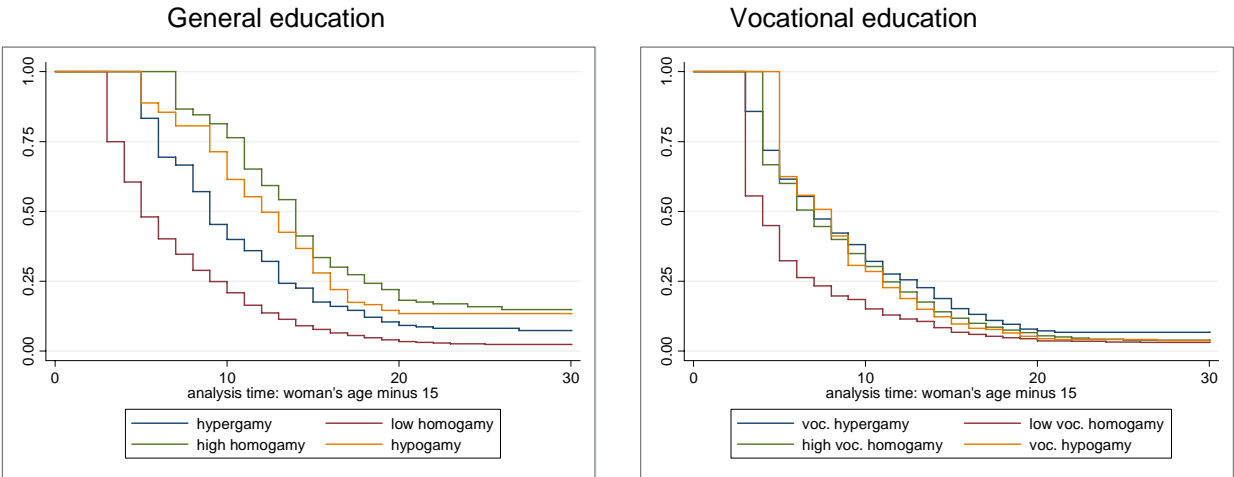 General education
Vocational education
1.00
0.75
0.50
0.25
0.00
0
10
20
30
analysis time: woman's age minus 15
hypergamy
low homogamy
high homogamy
hypogamy
1.00
0.75
0.50
0.25
0.00
0
10
20
30
analysis time: woman's age minus 15
voc. hypergamy
low voc. homogamy
high voc. homogamy
voc. hypogamy